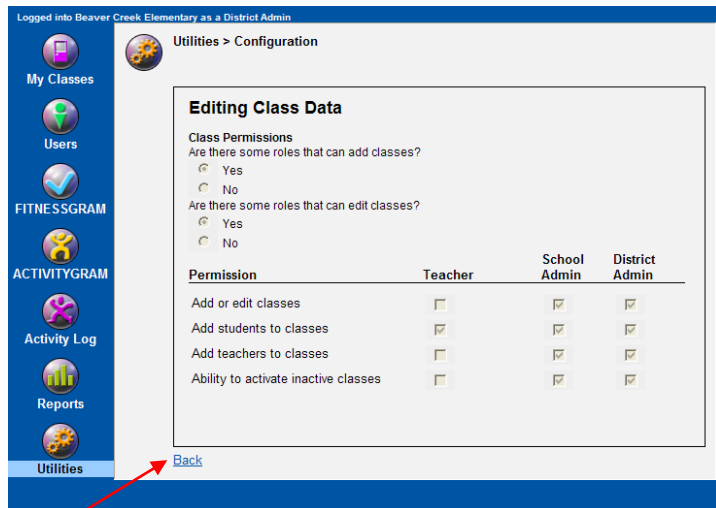 Logged into Beaver Creek Elementary as a District Admin
My Classes
Users
FITNESSGRAM
ACTIVITYGRAM
Activity Log
Reports
Utilities
Utilities > Configuration
Editing Class Data
Class Permissions
Are there some roles that can add classes?
Yes
No
Are there some roles that can edit classes?
Yes
No
Permission Teacher School Admin District Admin
Add or edit classes
Add students to classes
Add teachers to classes
Ability to activate inactive classes
Back